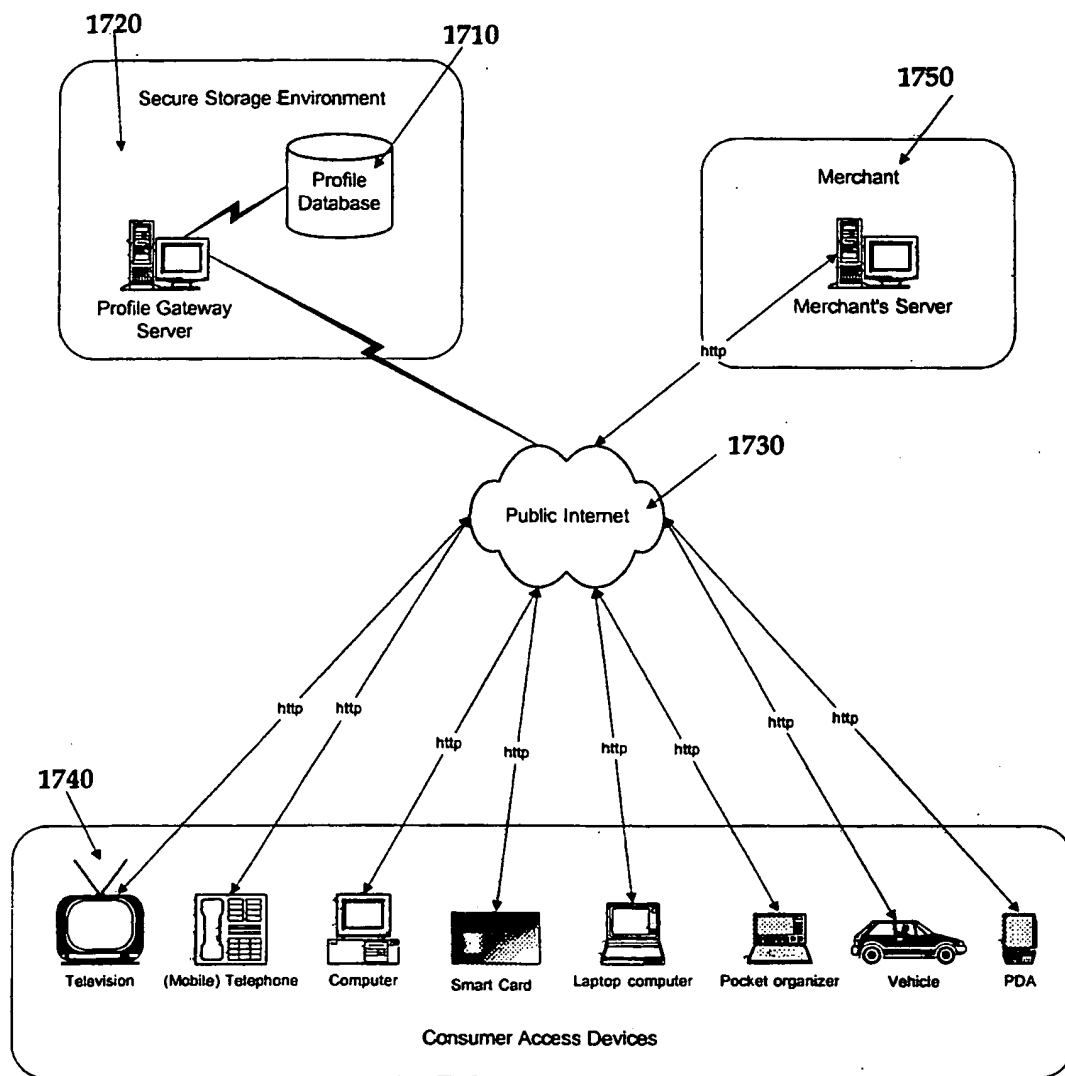 1720
1710
1750
Secure Storage Environment
Profile
Database
Profile Gateway
Server
Merchant
Merchant's Server
http
1730
Public Internet
http
http
http
http
http
http
http
http
1740
Television
(Mobile) Telephone
Computer
Smart Card
Laptop computer
Pocket organizer
Vehicle
PDA
Consumer Access Devices